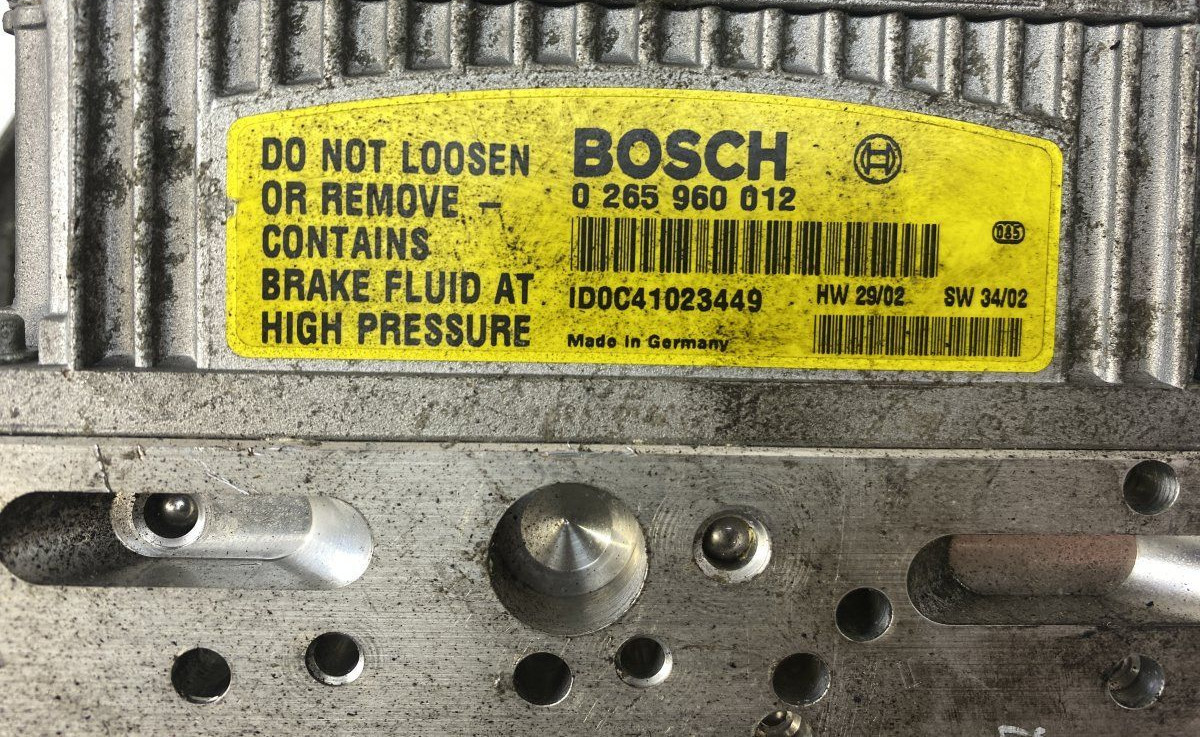 DO NOT LOOSEN
OR REMOVE –
CONTAINS
BRAKE FLUID AT
HIGH PRESSURE
BOSCH
0 265 960 012
085
ID0C41023449
HW 29/02 SW 34/02
Made in Germany